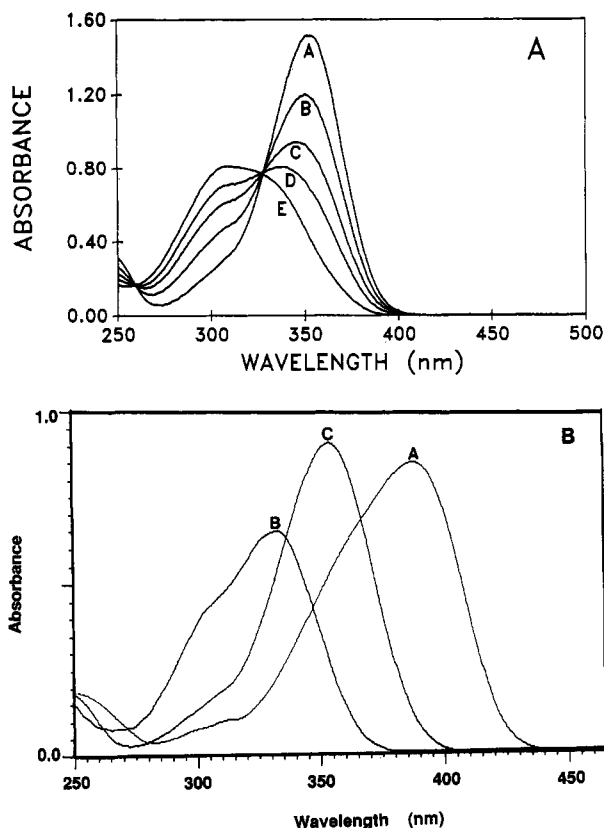 1.60
A
A
1.20
B
ABSORBANCE
0.80
C
D
E
0.40
0.00
250
300
350
400
450
500
WAVELENGTH (nm)
1.0
B
C
A
B
Absorbance
0.0
250
300
350
400
450
Wavelength (nm)